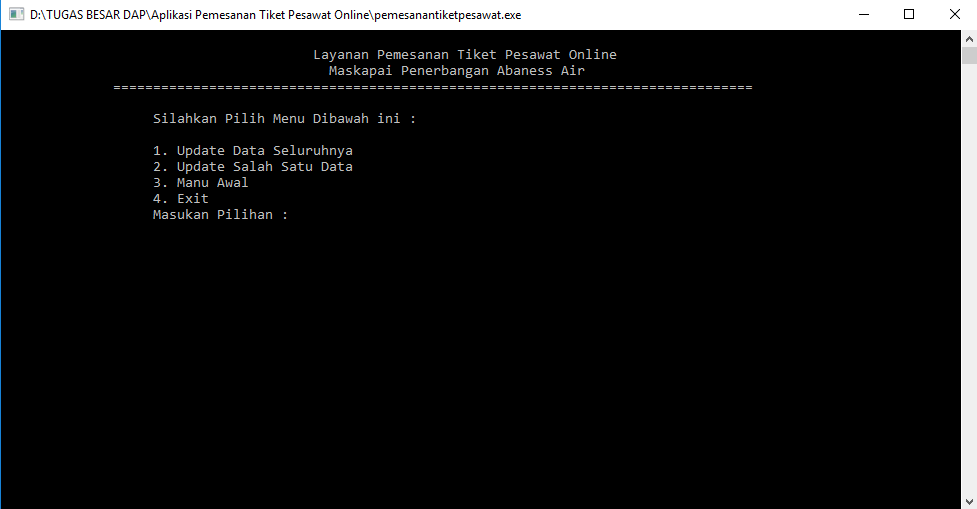 D:\TUGAS BESAR DAP\Aplikasi Pemesanan Tiket Pesawat Online\pemesanantiketpesawat.exe
Layanan Pemesanan Tiket Pesawat Online
Maskapai Penerbangan Abaness Air
================================================================================
Silahkan Pilih Menu Dibawah ini :
1. Update Data Seluruhnya
2. Update Salah Satu Data
3. Manu Awal
4. Exit
Masukan Pilihan :